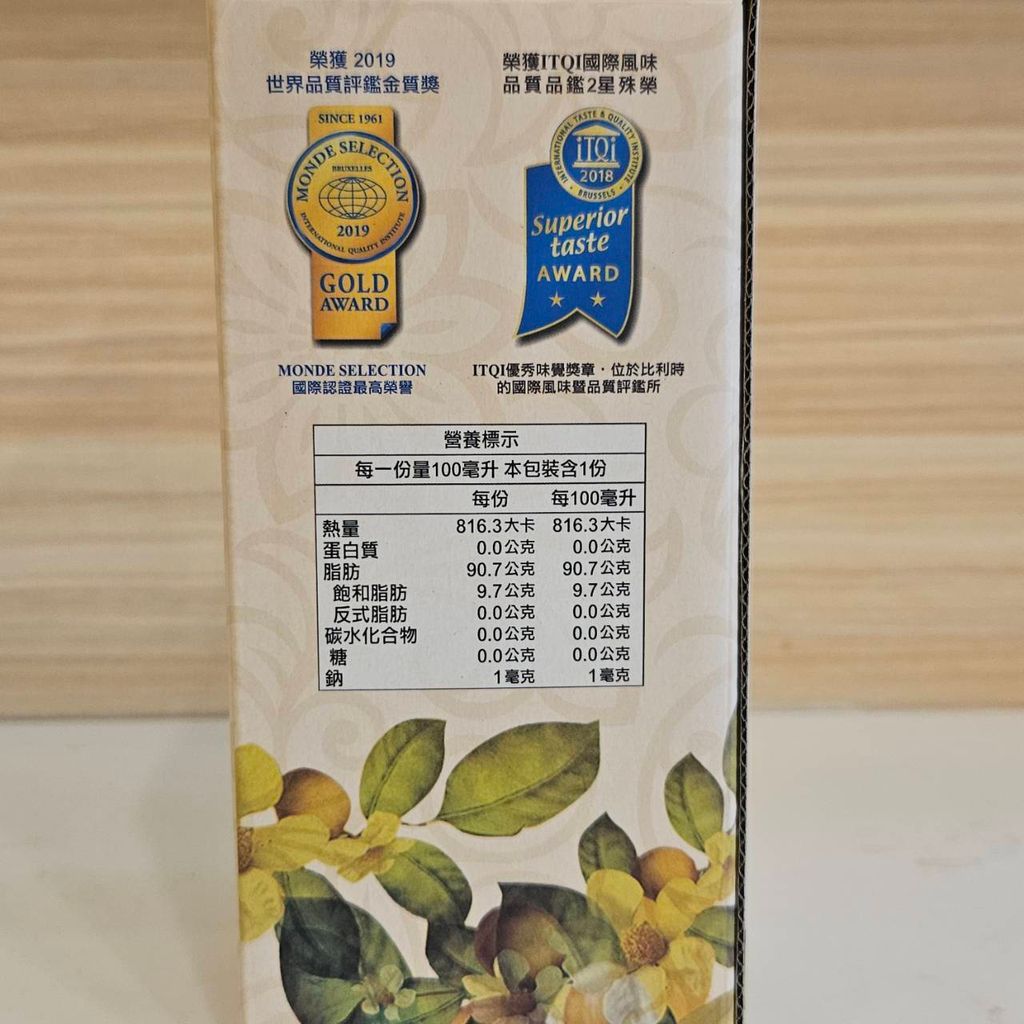 榮獲 2019
世界品質評鑑金質獎
SINCE 1961
MONDE SELECTION
BRUXELLES
2019
INTERNATIONAL QUALITY INSTITUTE
GOLD
AWARD
MONDE SELECTION
國際認證最高榮譽
榮獲ITQI國際風味
品質品鑑2星殊榮
INTERNATIONAL TASTE & QUALITY INSTITUTE
iTQi
2018
BRUSSELS
Superior
taste
AWARD
ITQI優秀味覺獎章・位於比利時
的國際風味暨品質評鑑所
營養標示
每一份量100毫升 本包裝含1份
每份 每100毫升
熱量 816.3大卡 816.3大卡
蛋白質 0.0公克 0.0公克
脂肪 90.7公克 90.7公克
飽和脂肪 9.7公克 9.7公克
反式脂肪 0.0公克 0.0公克
碳水化合物 0.0公克 0.0公克
糖 0.0公克 0.0公克
鈉 1毫克 1毫克